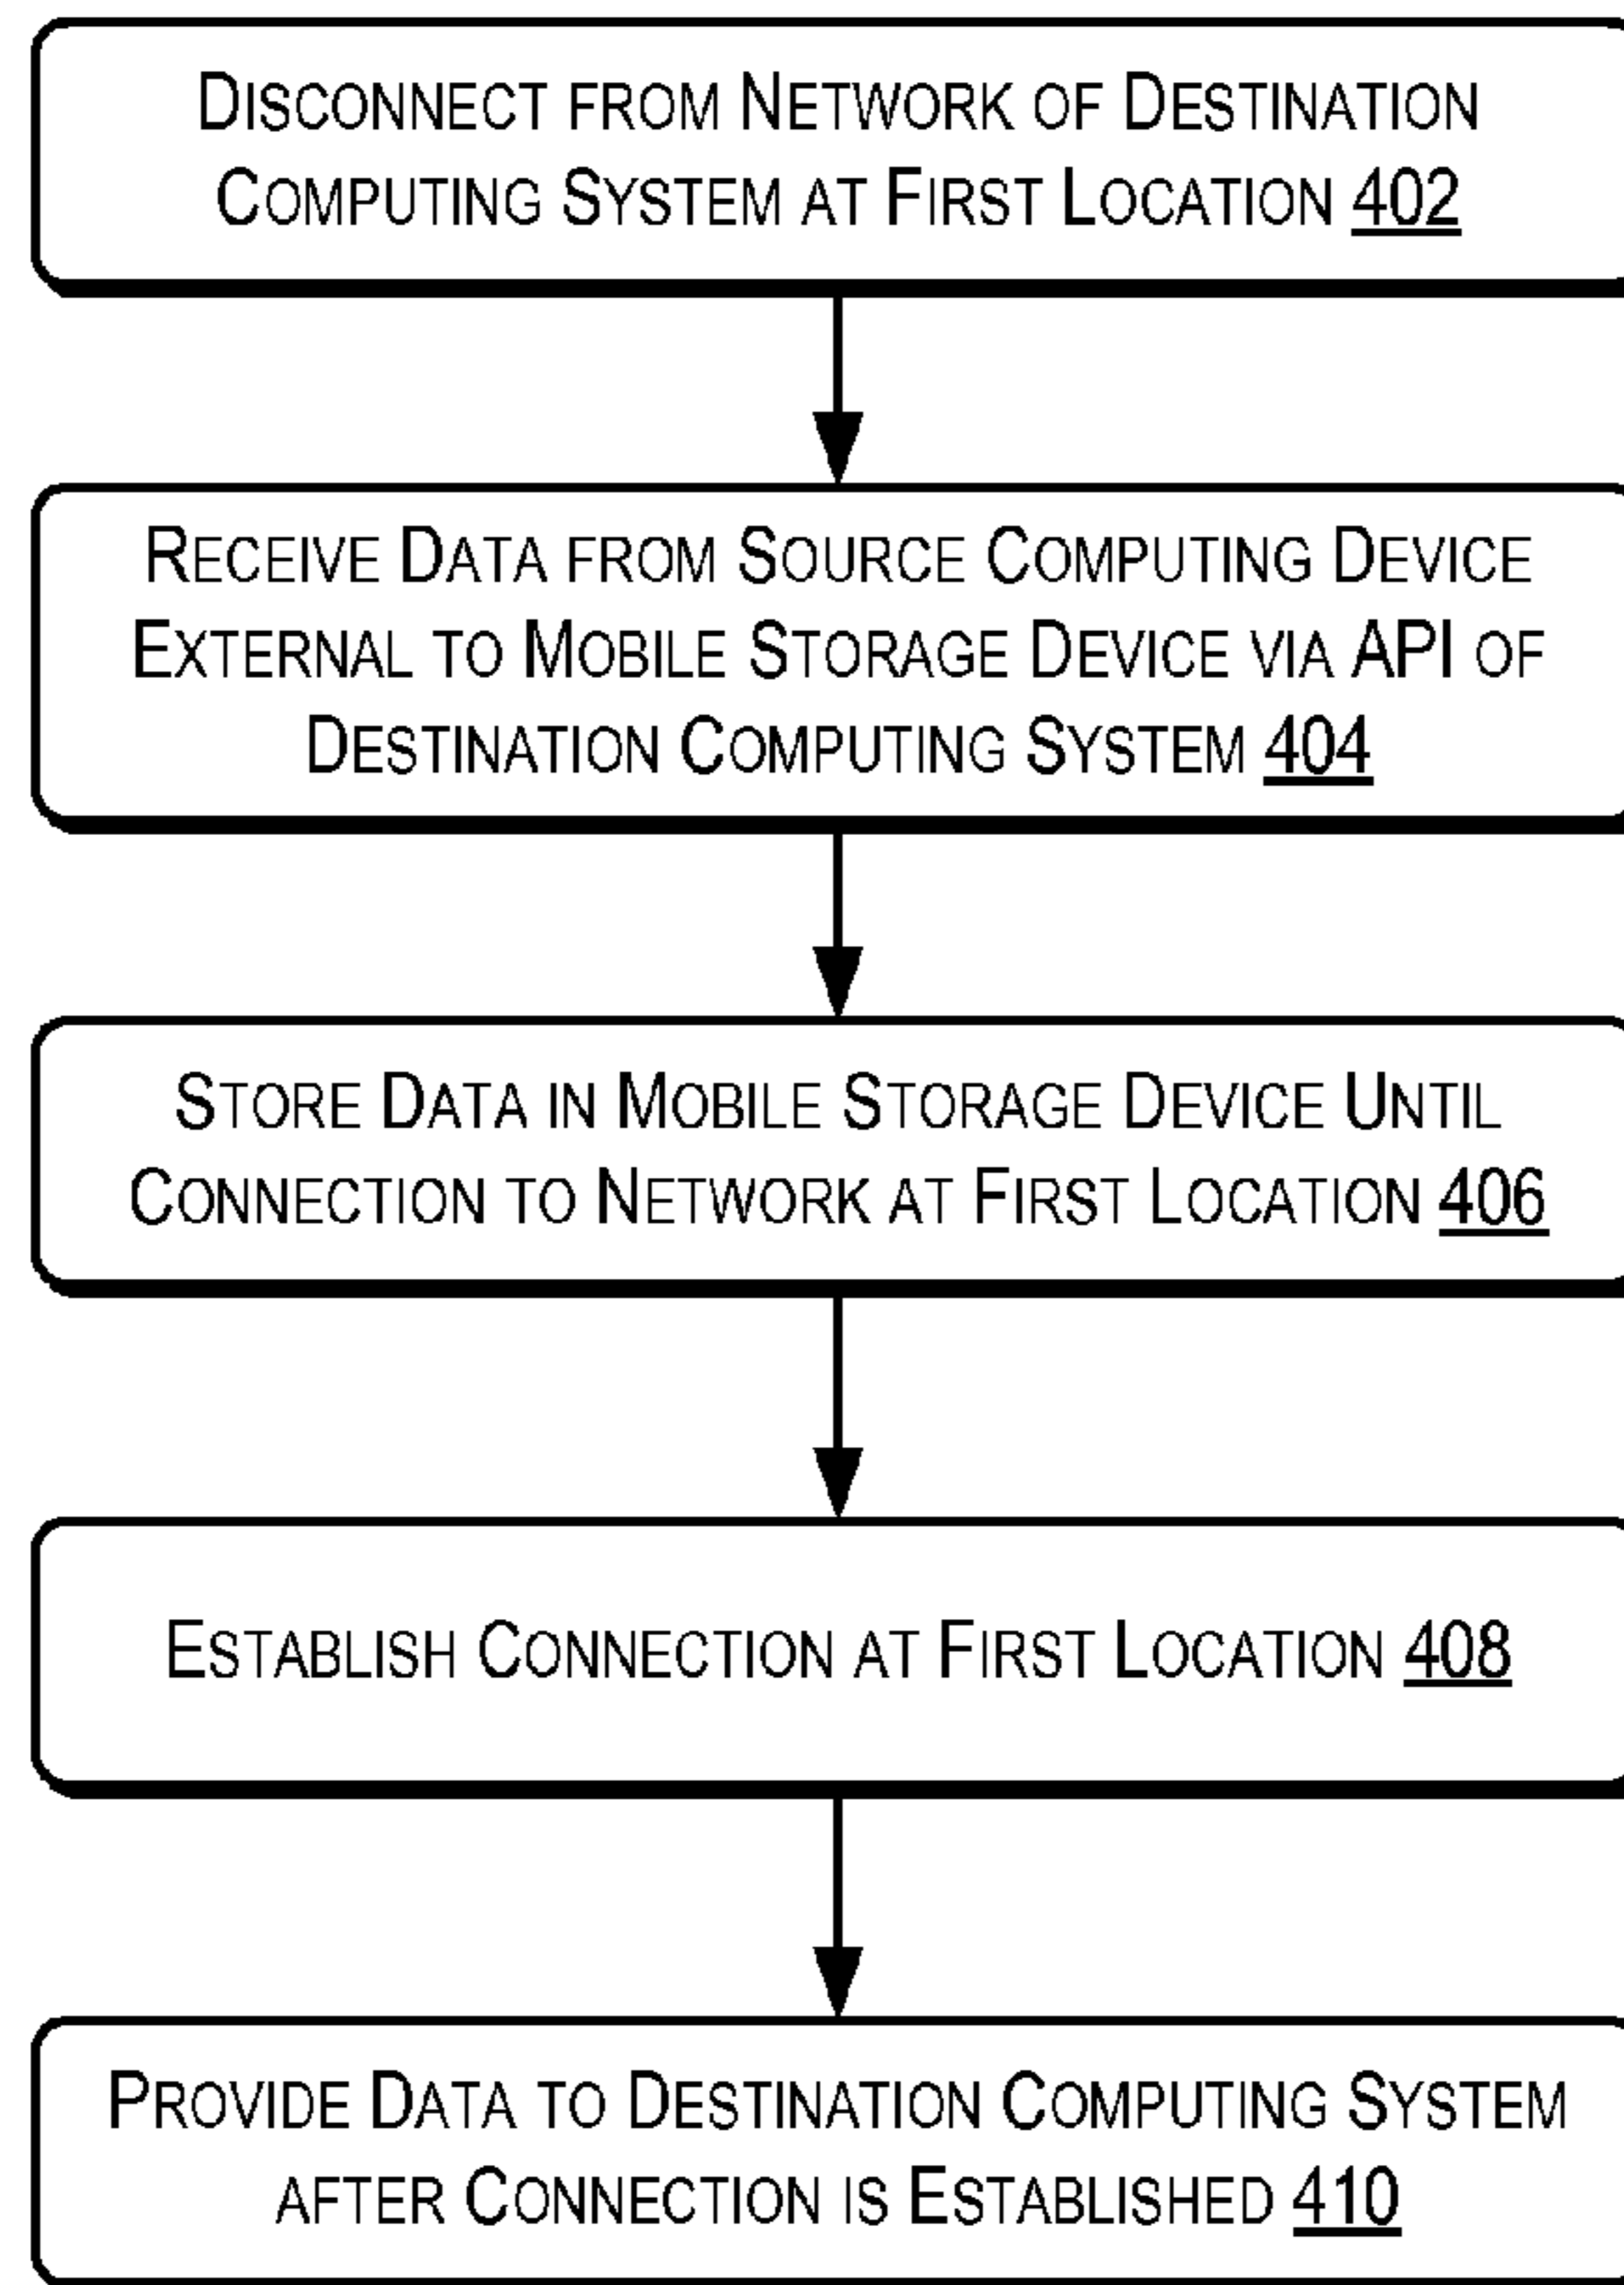 DISCONNECT FROM NETWORK OF DESTINATION
COMPUTING SYSTEM AT FIRST LOCATION 402
RECEIVE DATA FROM SOURCE COMPUTING DEVICE
EXTERNAL TO MOBILE STORAGE DEVICE VIA API OF
DESTINATION COMPUTING SYSTEM 404
STORE DATA IN MOBILE STORAGE DEVICE UNTIL
CONNECTION TO NETWORK AT FIRST LOCATION 406
ESTABLISH CONNECTION AT FIRST LOCATION 408
PROVIDE DATA TO DESTINATION COMPUTING SYSTEM
AFTER CONNECTION IS ESTABLISHED 410